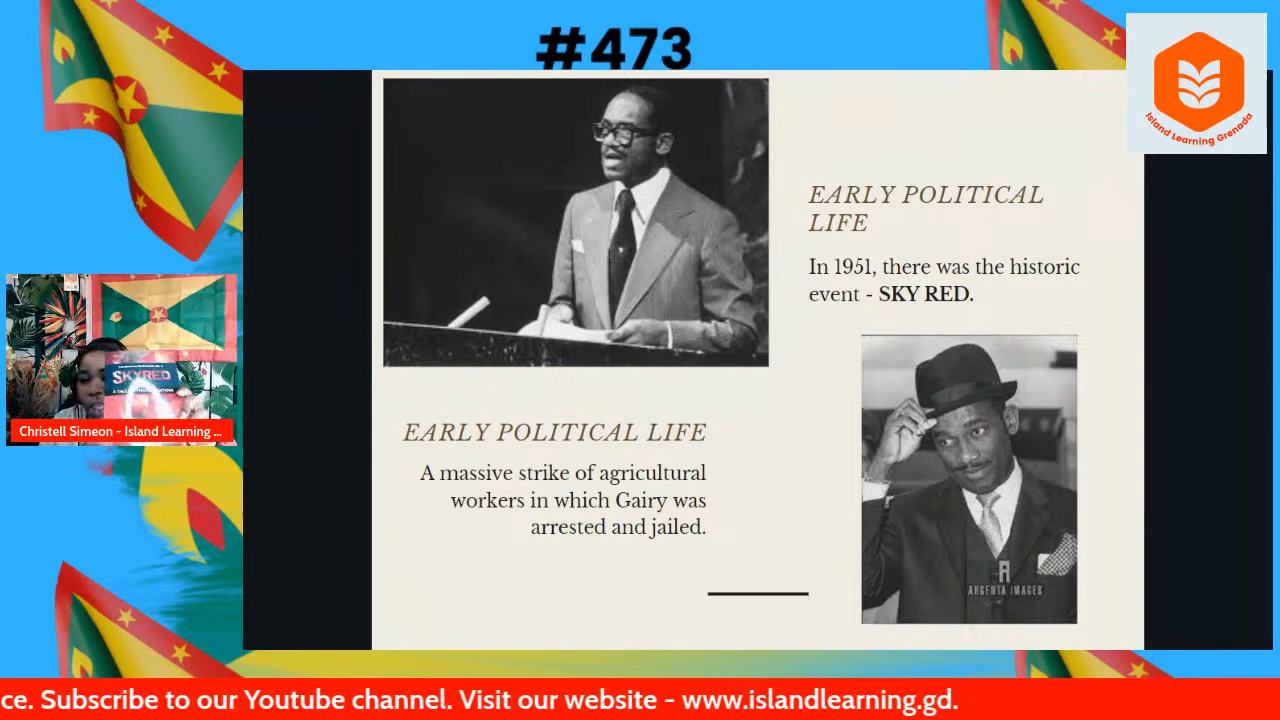 #473
Island Learning Grenada
EARLY POLITICAL
LIFE
In 1951, there was the historic
event - SKY RED.
EARLY POLITICAL LIFE
A massive strike of agricultural
workers in which Gairy was
arrested and jailed.
ARGENTA IMAGES
SKYRED
Christell Simeon - Island Learning ...
ce. Subscribe to our Youtube channel. Visit our website - www.islandlearning.gd.